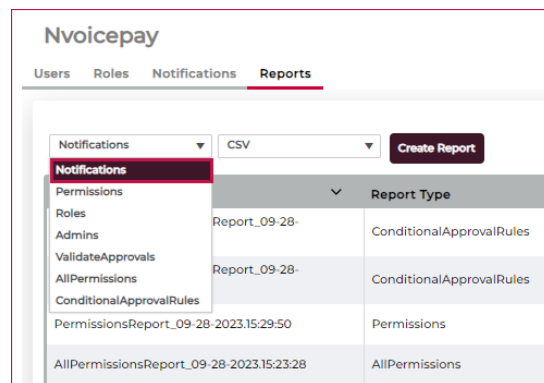 Nvoicepay
Users Roles Notifications Reports
Notifications CSV Create Report
Notifications
Permissions
Roles
Admins
ValidateApprovals
AllPermissions
ConditionalApprovalRules
Report Type
Report_09-28-
ConditionalApprovalRules
Report_09-28-
ConditionalApprovalRules
PermissionsReport_09-28-2023.15:29:50 Permissions
AllPermissionsReport_09-28-2023.15:23:28 AllPermissions